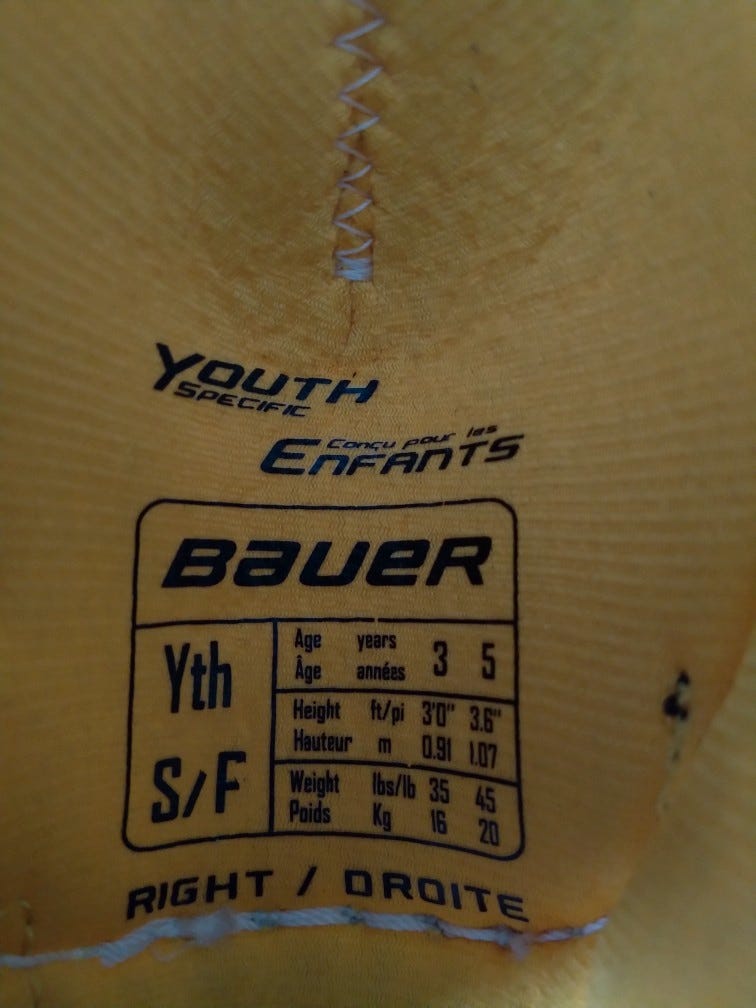 YOUTH
SPECIFIC
Conçu pour les
ENFANTS
BAUER
Yth
S/F
Age years 3 5
Âge années
Height ft/pi 3'0" 3.6"
Hauteur m 0.91 1.07
Weight lbs/lb 35 45
Poids Kg 16 20
RIGHT / DROITE